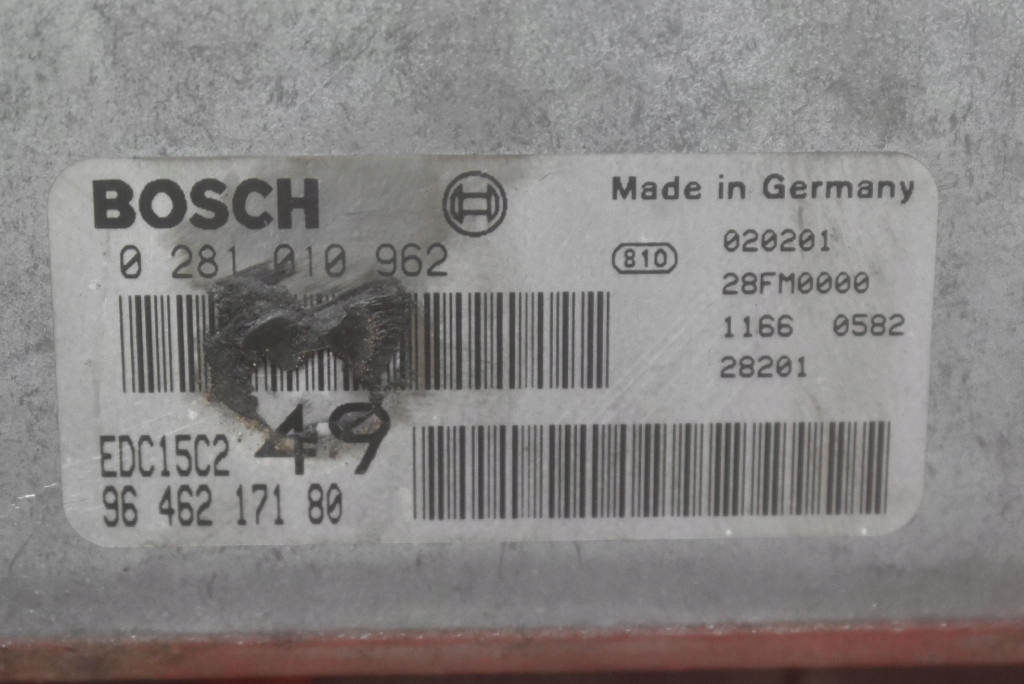 BOSCH
Made in Germany
0 281 010 962
810
020201
28FM0000
1166 0582
28201
EDC15C2 49
96 462 171 80